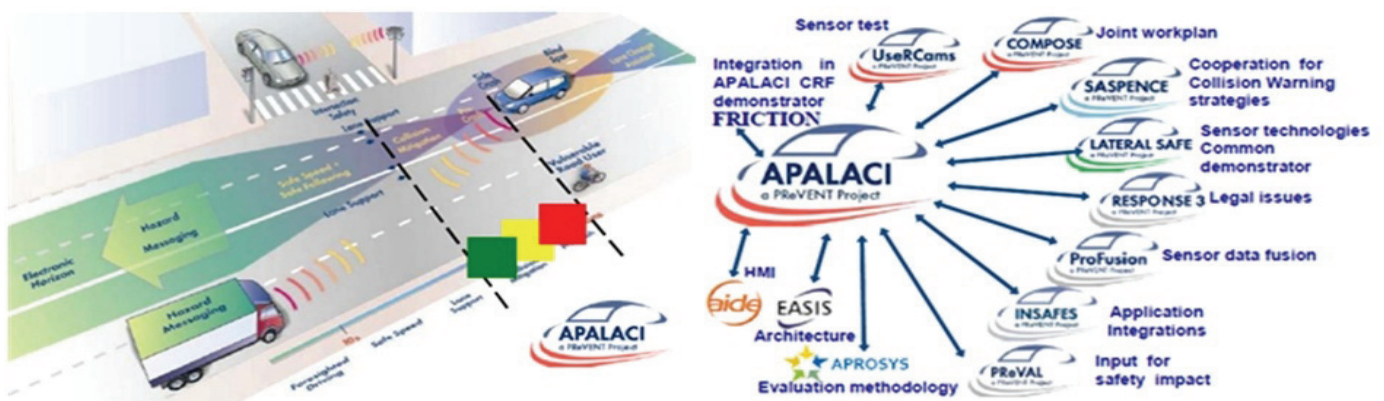 Intersection
Safety
Lane Support
Collision
Mitigation
Blind
Spot
Lane Change
Assistant
Safe Speed +
Safe Following
Lane Support
Vulnerable
Road User
Hazard
Messaging
Electronic
Horizon
Hazard
Messaging
Lane
Support
Safe Speed
Foresighted
Driving
APALACI
a PReVENT Project
Sensor test
UseRCams
a PReVENT Project
COMPOSE
a PReVENT Project
Joint workplan
Integration in
APALACI CRF
demonstrator
FRICTION
SASPENCE
a PReVENT Project
Cooperation for
Collision Warning
strategies
APALACI
a PReVENT Project
LATERAL SAFE
a PReVENT Project
Sensor technologies
Common
demonstrator
RESPONSE 3
a PReVENT Project
Legal issues
ProFusion
a PReVENT Project
Sensor data fusion
HMI
aide
EASIS
Architecture
INSAFES
a PReVENT Project
Application
Integrations
APROSYS
Evaluation methodology
PReVAL
a PReVENT Project
Input for
safety impact